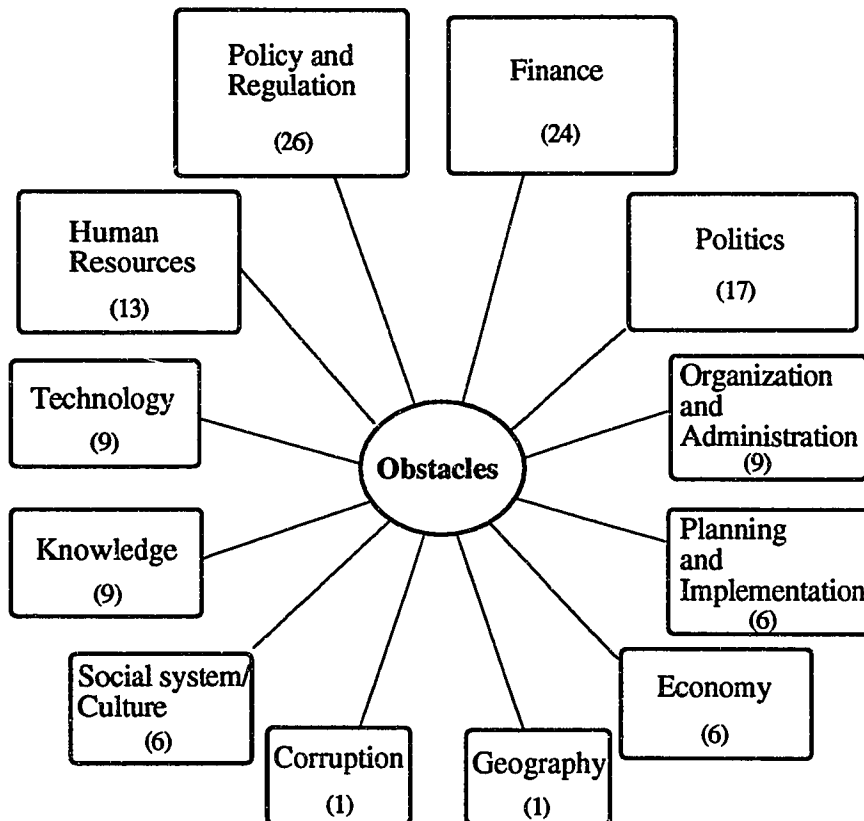 Policy and
Regulation
(26)
Finance
(24)
Human
Resources
(13)
Politics
(17)
Technology
(9)
Organization
and
Administration
(9)
Obstacles
Knowledge
(9)
Planning
and
Implementation
(6)
Social system/
Culture
(6)
Economy
(6)
Corruption
(1)
Geography
(1)